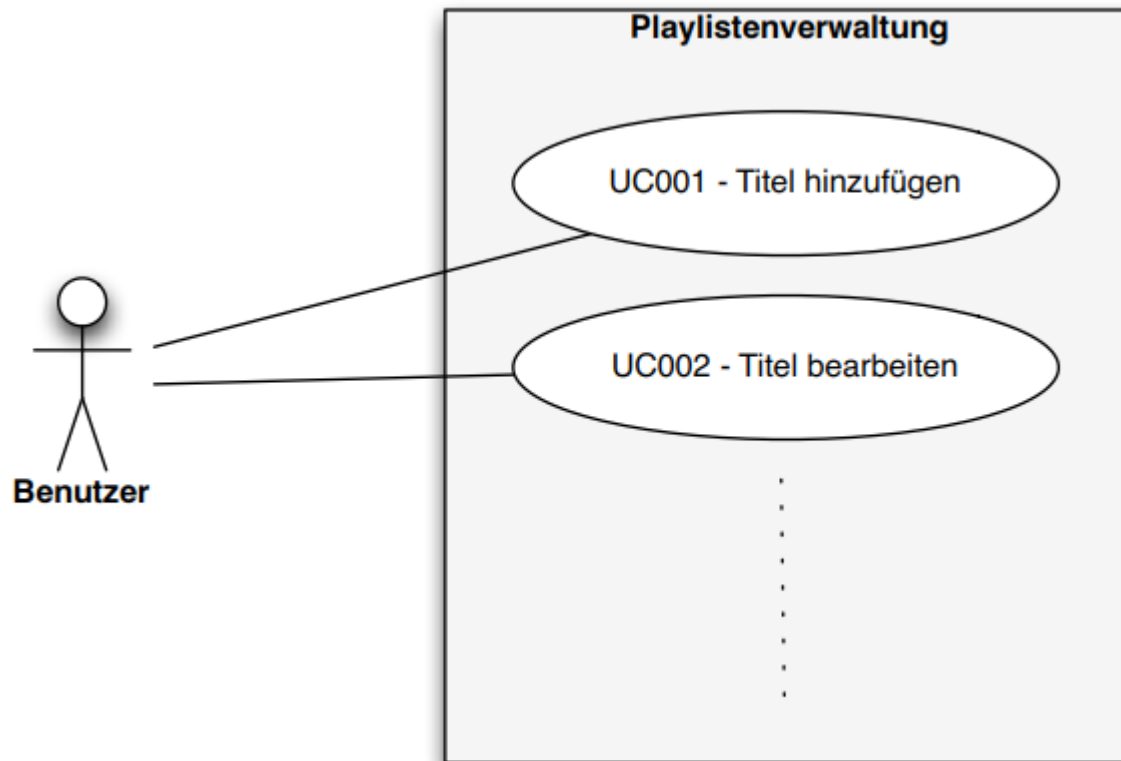 Playlistenverwaltung
UC001 - Titel hinzufügen
UC002 - Titel bearbeiten
Benutzer